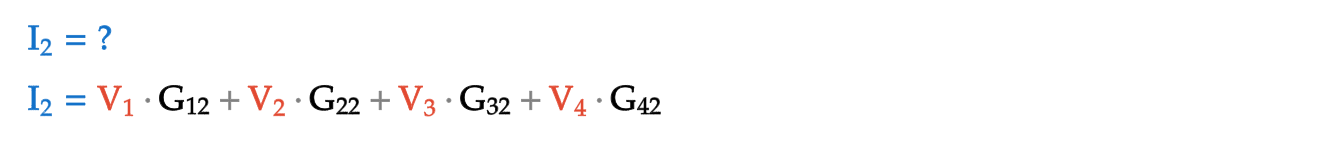 I₂ = ?
I₂ = V₁ · G₁₂ + V₂ · G₂₂ + V₃ · G₃₂ + V₄ · G₄₂